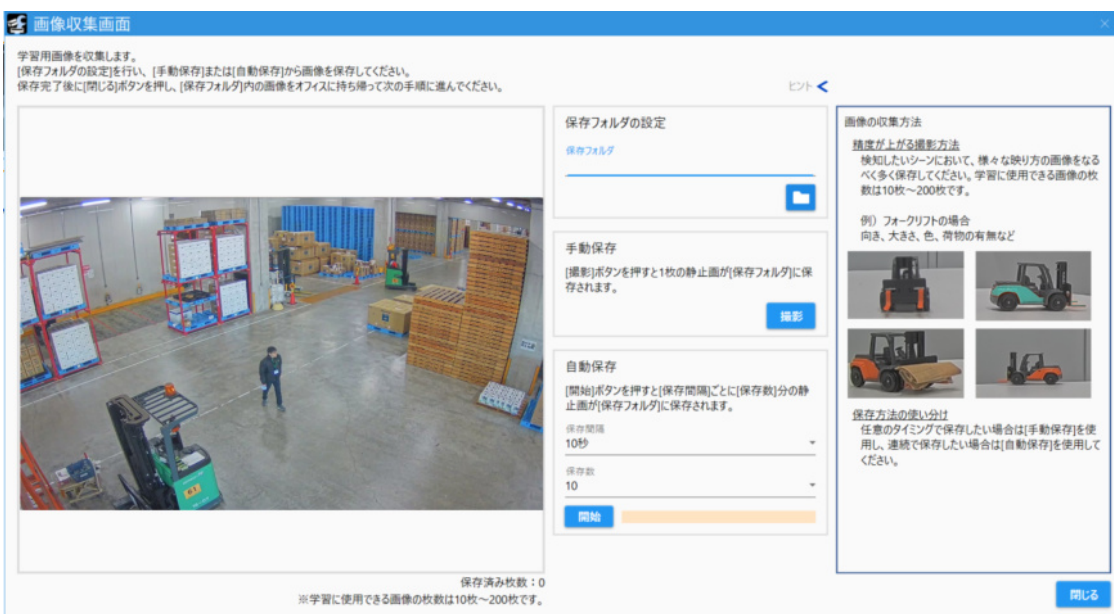 画像収集画面
学習用画像を収集します。
[保存フォルダの設定]を行い、[手動保存]または[自動保存]から画像を保存してください。
保存完了後に[閉じる]ボタンを押し、[保存フォルダ]内の画像をオフィスに持ち帰って次の手順に進んでください。
ヒント
保存フォルダの設定
保存フォルダ
手動保存
[撮影]ボタンを押すと1枚の静止画が[保存フォルダ]に保
存されます。
撮影
自動保存
[開始]ボタンを押すと[保存間隔]ごとに[保存数]分の静
止画が[保存フォルダ]に保存されます。
保存間隔
10秒
保存数
10
開始
画像の収集方法
精度が上がる撮影方法
検知したいシーンにおいて、様々な映り方の画像をなる
べく多く保存してください。学習に使用できる画像の枚
数は10枚～200枚です。
例）フォークリフトの場合
向き、大きさ、色、荷物の有無など
保存方法の使い分け
任意のタイミングで保存したい場合は[手動保存]を使
用し、連続で保存したい場合は[自動保存]を使用して
ください。
61
保存済み枚数：0
※学習に使用できる画像の枚数は10枚～200枚です。
閉じる